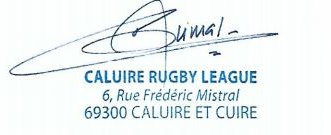 CALUIRE RUGBY LEAGUE
6, Rue Frédéric Mistral
69300 CALUIRE ET CUIRE